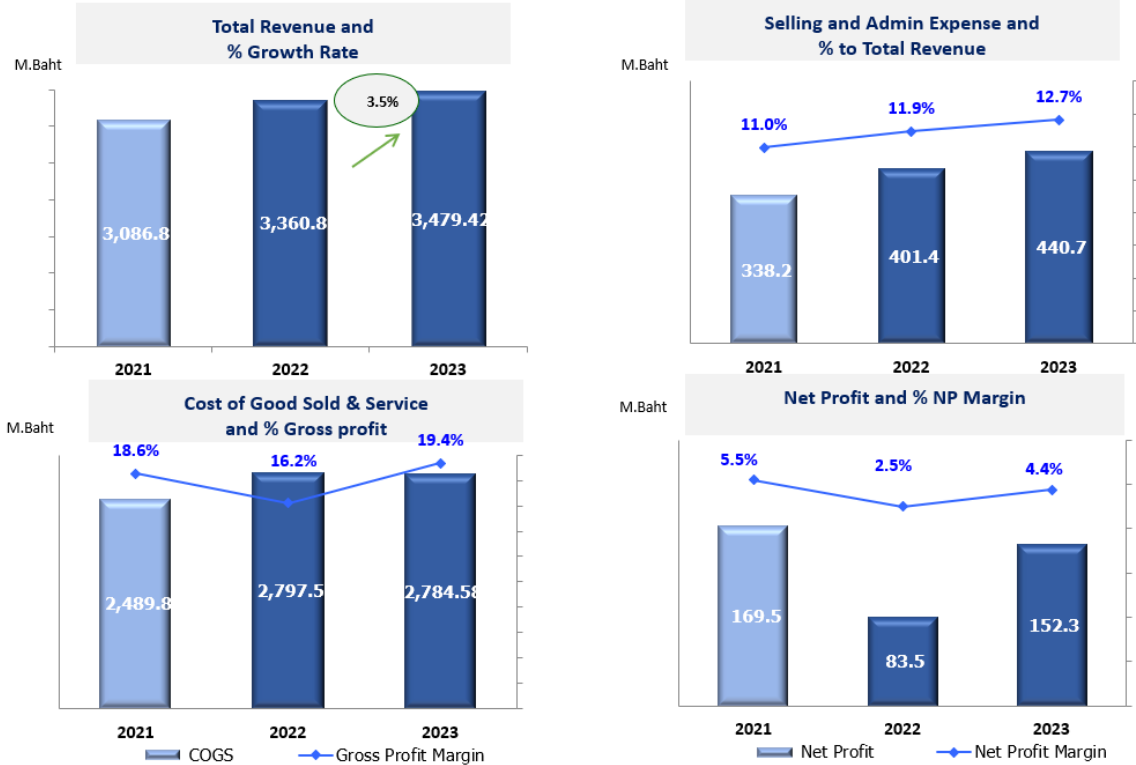 Total Revenue and
% Growth Rate
M.Baht
3.5%
3,086.8
3,360.8
3,479.42
2021
2022
2023
Selling and Admin Expense and
% to Total Revenue
M.Baht
11.0%
11.9%
12.7%
338.2
401.4
440.7
2021
2022
2023
Cost of Good Sold & Service
and % Gross profit
M.Baht
18.6%
16.2%
19.4%
2,489.8
2,797.5
2,784.58
2021
2022
2023
COGS
Gross Profit Margin
Net Profit and % NP Margin
M.Baht
5.5%
2.5%
4.4%
169.5
83.5
152.3
2021
2022
2023
Net Profit
Net Profit Margin